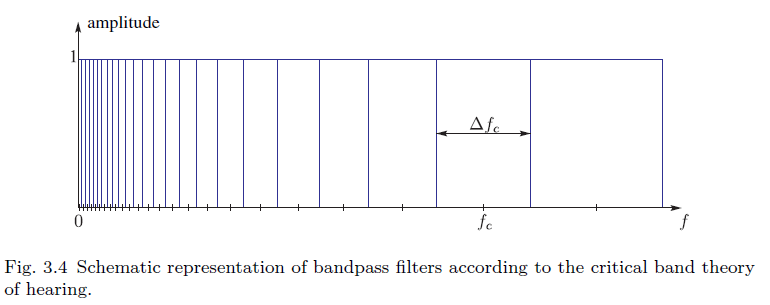 amplitude
1
Δf_c
0
f_c
f
Fig. 3.4 Schematic representation of bandpass filters according to the critical band theory
of hearing.